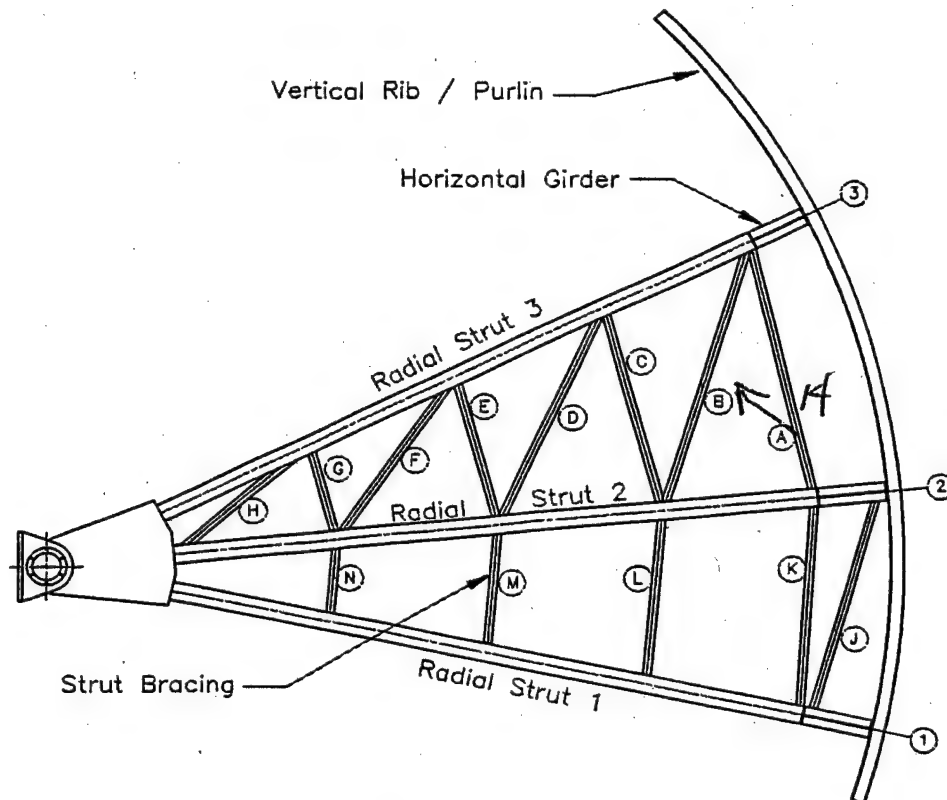 Vertical Rib / Purlin
Horizontal Girder
3
Radial Strut 3
C
E
B
D
A
G
F
H
Radial Strut 2
2
N
M
L
K
J
Strut Bracing
Radial Strut 1
1